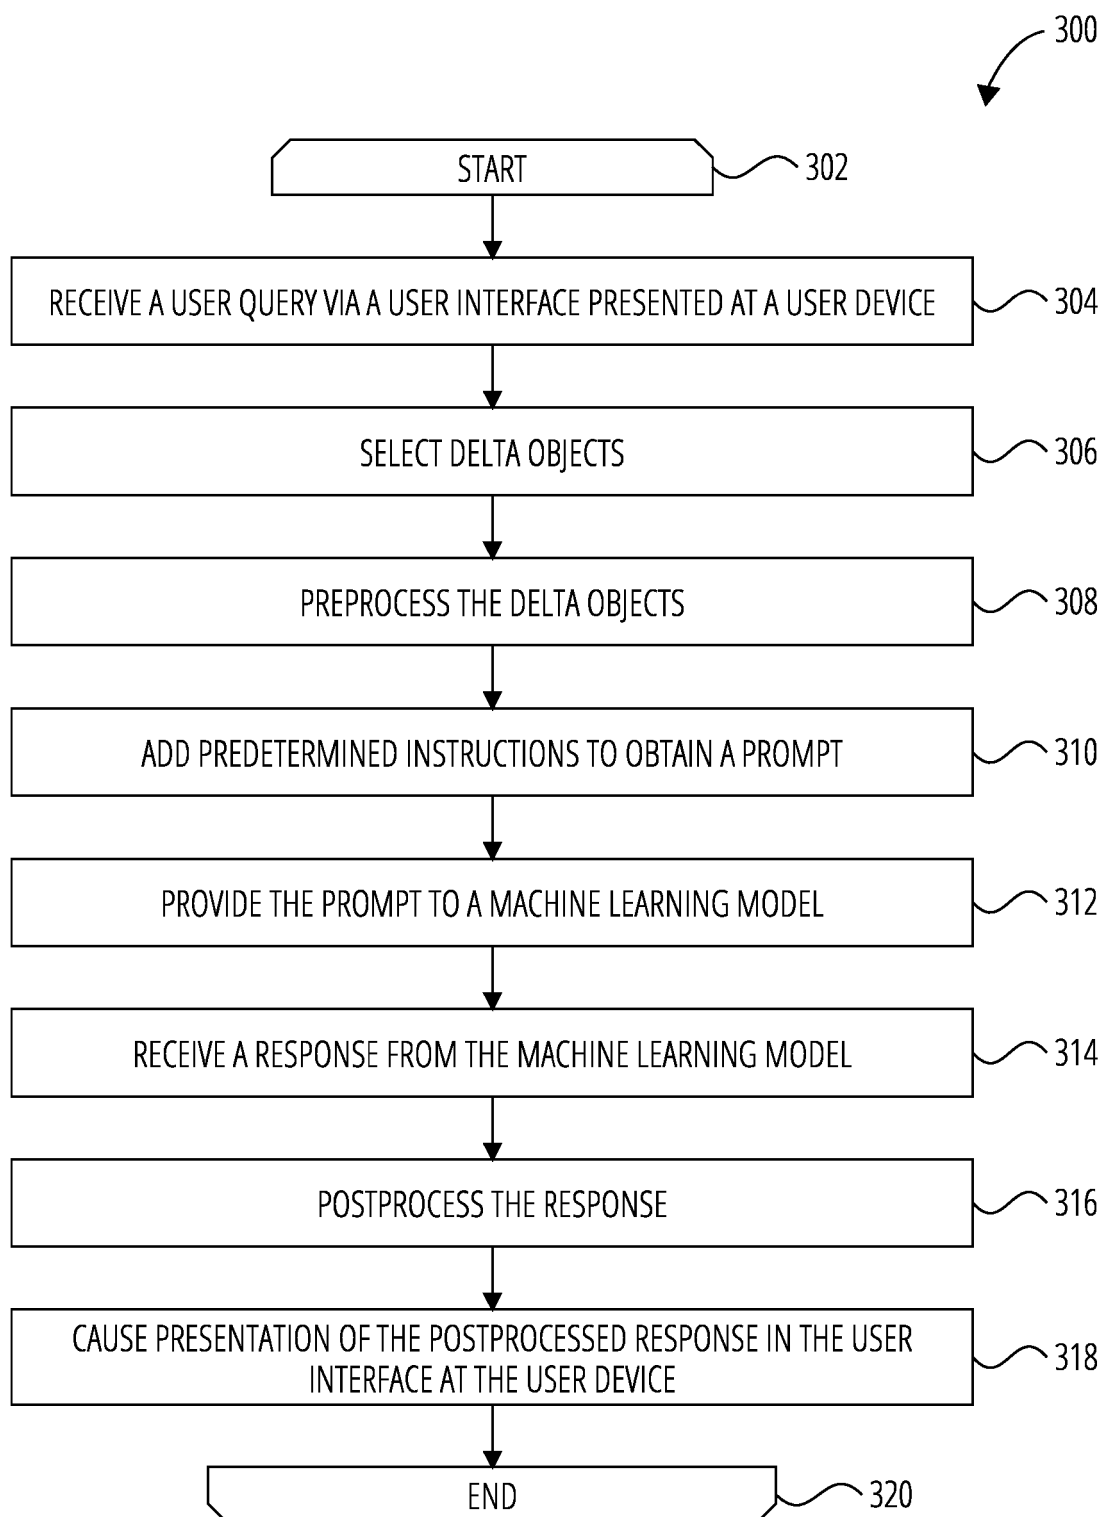 300
START
302
RECEIVE A USER QUERY VIA A USER INTERFACE PRESENTED AT A USER DEVICE
304
SELECT DELTA OBJECTS
306
PREPROCESS THE DELTA OBJECTS
308
ADD PREDETERMINED INSTRUCTIONS TO OBTAIN A PROMPT
310
PROVIDE THE PROMPT TO A MACHINE LEARNING MODEL
312
RECEIVE A RESPONSE FROM THE MACHINE LEARNING MODEL
314
POSTPROCESS THE RESPONSE
316
CAUSE PRESENTATION OF THE POSTPROCESSED RESPONSE IN THE USER
INTERFACE AT THE USER DEVICE
318
END
320